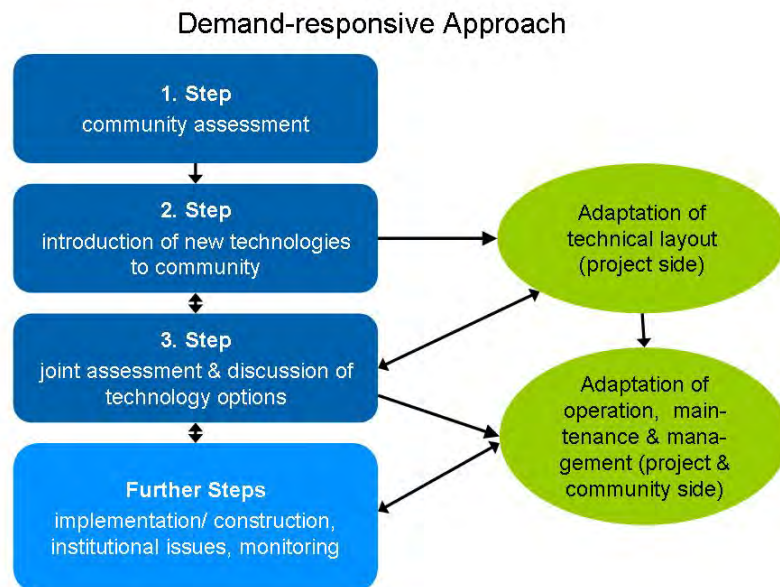 Demand-responsive Approach
1. Step
community assessment
2. Step
introduction of new technologies
to community
3. Step
joint assessment & discussion of
technology options
Further Steps
implementation/ construction,
institutional issues, monitoring
Adaptation of
technical layout
(project side)
Adaptation of
operation, main-
tenance & mana-
gement (project &
community side)